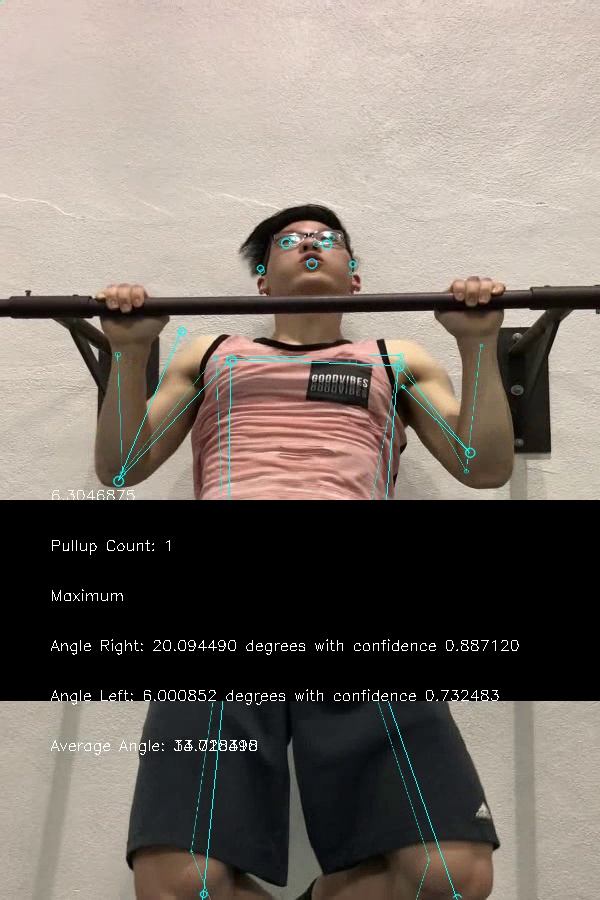 GOODVIBES
GOODVIBES
6.3046875
Pullup Count: 1
Maximum
Angle Right: 20.094490 degrees with confidence 0.887120
Angle Left: 6.000852 degrees with confidence 0.732483
Average Angle: